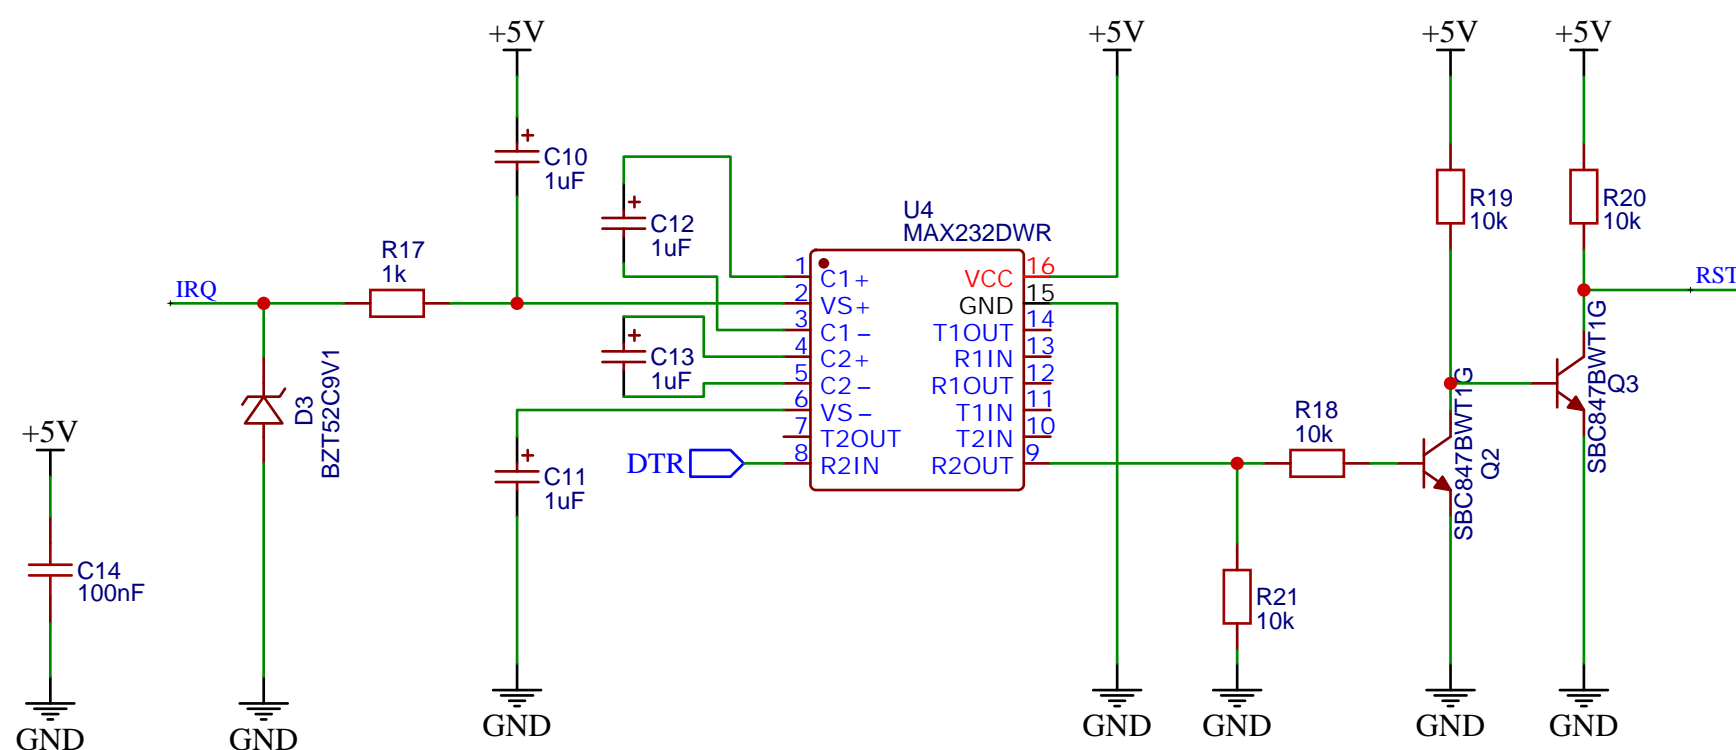 +5V
+5V
+5V
+5V
C10
1uF
C12
1uF
U4
MAX232DWR
R19
10k
R20
10k
R17
1k
IRQ
RST
1
2
3
4
5
6
7
8
C1+
VS+
C1-
C2+
C2-
VS-
T2OUT
R2IN
VCC
GND
T1OUT
R1IN
R1OUT
T1IN
T2IN
R2OUT
16
15
14
13
12
11
10
9
C13
1uF
D3
BZT52C9V1
SBC847BWT1G
Q3
SBC847BWT1G
Q2
R18
10k
+5V
DTR
C11
1uF
C14
100nF
R21
10k
GND
GND
GND
GND
GND
GND
GND